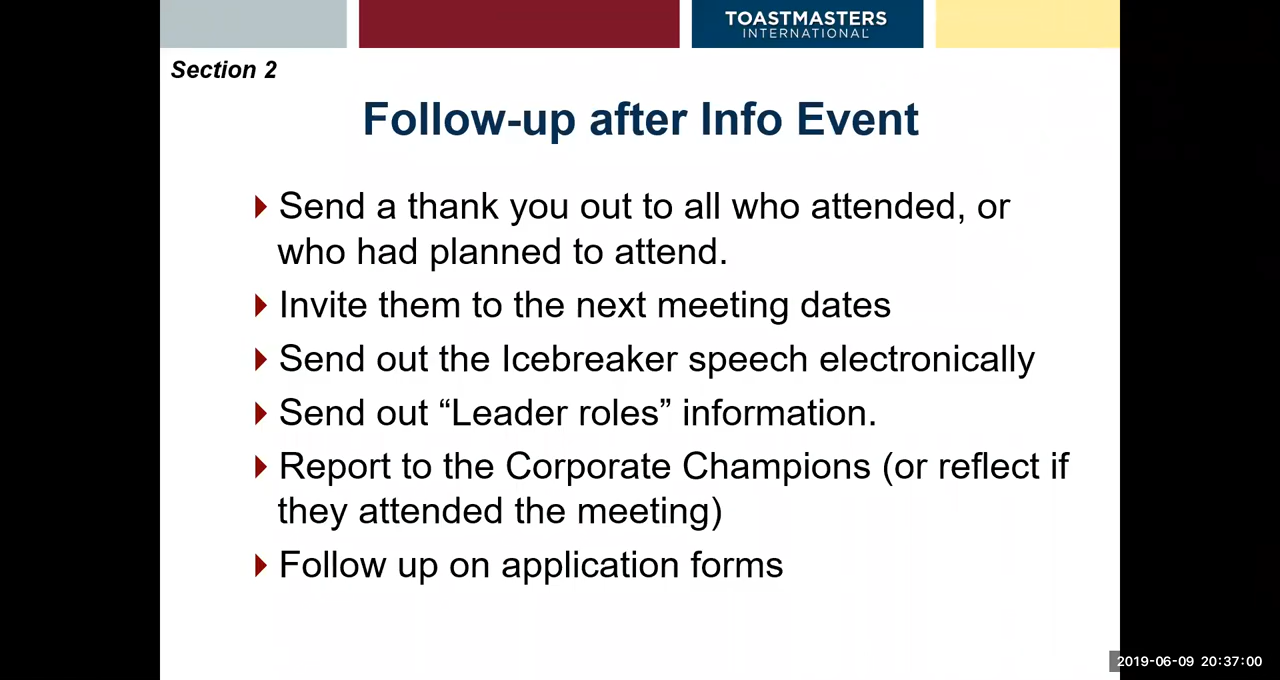 TOASTMASTERS
INTERNATIONAL
Section 2
Follow-up after Info Event
Send a thank you out to all who attended, or
who had planned to attend.
Invite them to the next meeting dates
Send out the Icebreaker speech electronically
Send out “Leader roles” information.
Report to the Corporate Champions (or reflect if
they attended the meeting)
Follow up on application forms
2019-06-09 20:37:00